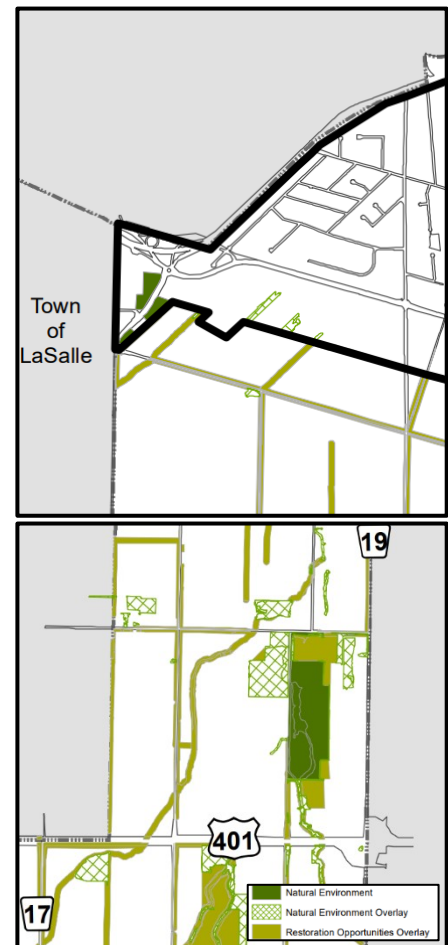 Town
of
LaSalle
19
401
17
Natural Environment
Natural Environment Overlay
Restoration Opportunities Overlay